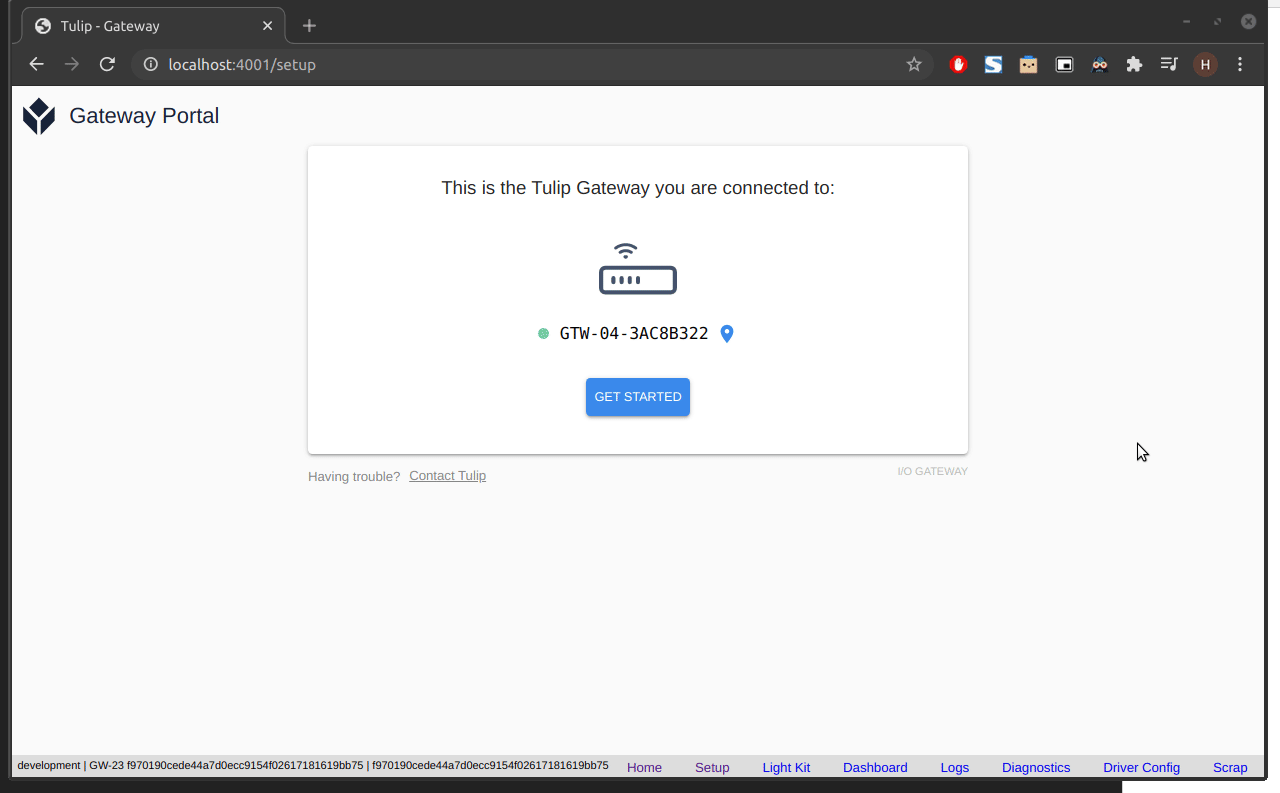 Tulip - Gateway
localhost:4001/setup
H
Gateway Portal
This is the Tulip Gateway you are connected to:
GTW-04-3AC8B322
GET STARTED
Having trouble? Contact Tulip
I/O GATEWAY
development | GW-23 f970190cede44a7d0ecc9154f02617181619bb75 | f970190cede44a7d0ecc9154f02617181619bb75 Home Setup Light Kit Dashboard Logs Diagnostics Driver Config Scrap